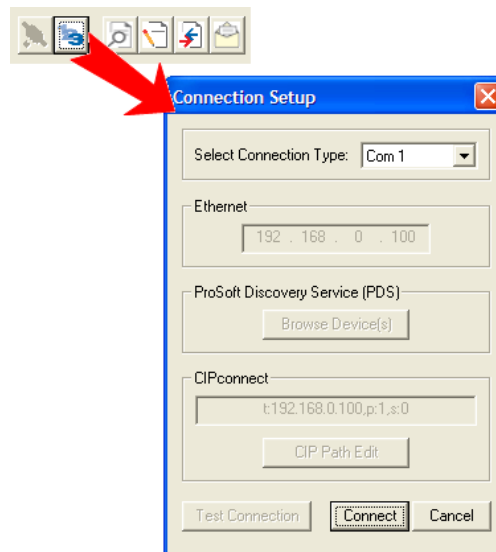 Connection Setup
Select Connection Type: Com 1
Ethernet
192 . 168 . 0 . 100
ProSoft Discovery Service (PDS)
Browse Device(s)
CIPconnect
t:192.168.0.100,p:1,s:0
CIP Path Edit
Test Connection Connect Cancel